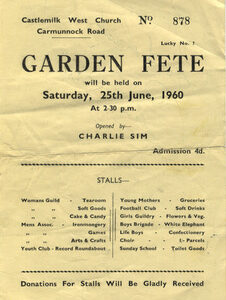 Castlemilk West Church No 878
Carmunnock Road
Lucky No. ?
GARDEN FETE
will be held on
Saturday, 25th June, 1960
At 2·30 p.m.
Opened by—
CHARLIE SIM
Admission 4d.
STALLS—
Womans Guild - Tearoom
„ „ Soft Goods
„ „ Cake & Candy
Mens Assoc. - Ironmongery
„ „ Games
„ „ Arts & Crafts
Youth Club - Record Roundabout
Young Mothers - Groceries
Football Club - Soft Drinks
Girls Guildry - Flowers & Veg.
Boys Brigade - White Elephant
Life Boys - Confectionery
Choir - Parcels
Sunday School - Toilet Goods
Donations For Stalls Will Be Gladly Received